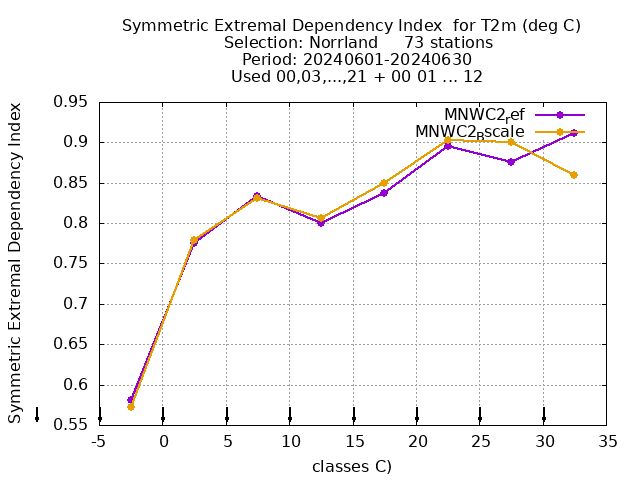 Symmetric Extremal Dependency Index for T2m (deg C)
Selection: Norrland 73 stations
Period: 20240601-20240630
Used 00,03,...,21 + 00 01 ... 12
Symmetric Extremal Dependency Index
0.95
0.9
0.85
0.8
0.75
0.7
0.65
0.6
0.55
MNWC2_ref
MNWC2_Bscale
-5 0 5 10 15 20 25 30 35
classes C)